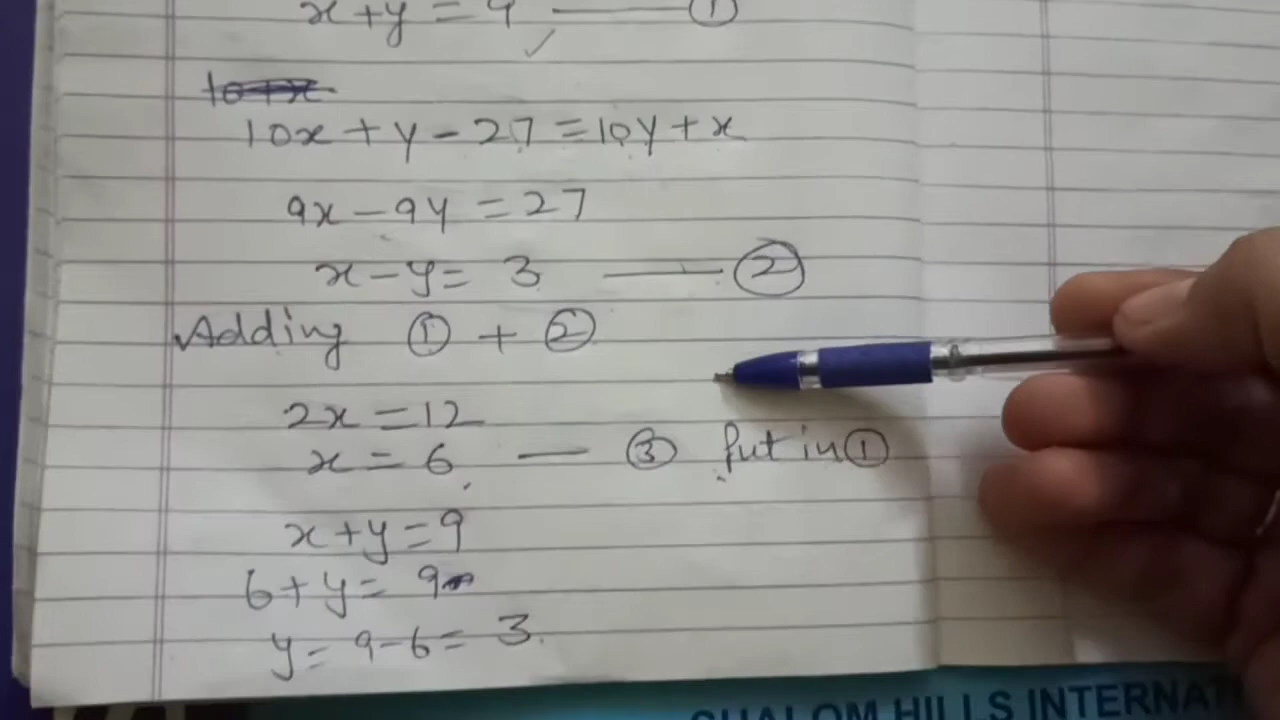 x + y = 9 —— ①
10x + y - 27 = 10y + x
9x - 9y = 27
x - y = 3 —— ②
Adding ① + ②
2x = 12
x = 6 — ③ Put in ①
x + y = 9
6 + y = 9
y = 9 - 6 = 3.
SHALOM HILLS INTERNAT